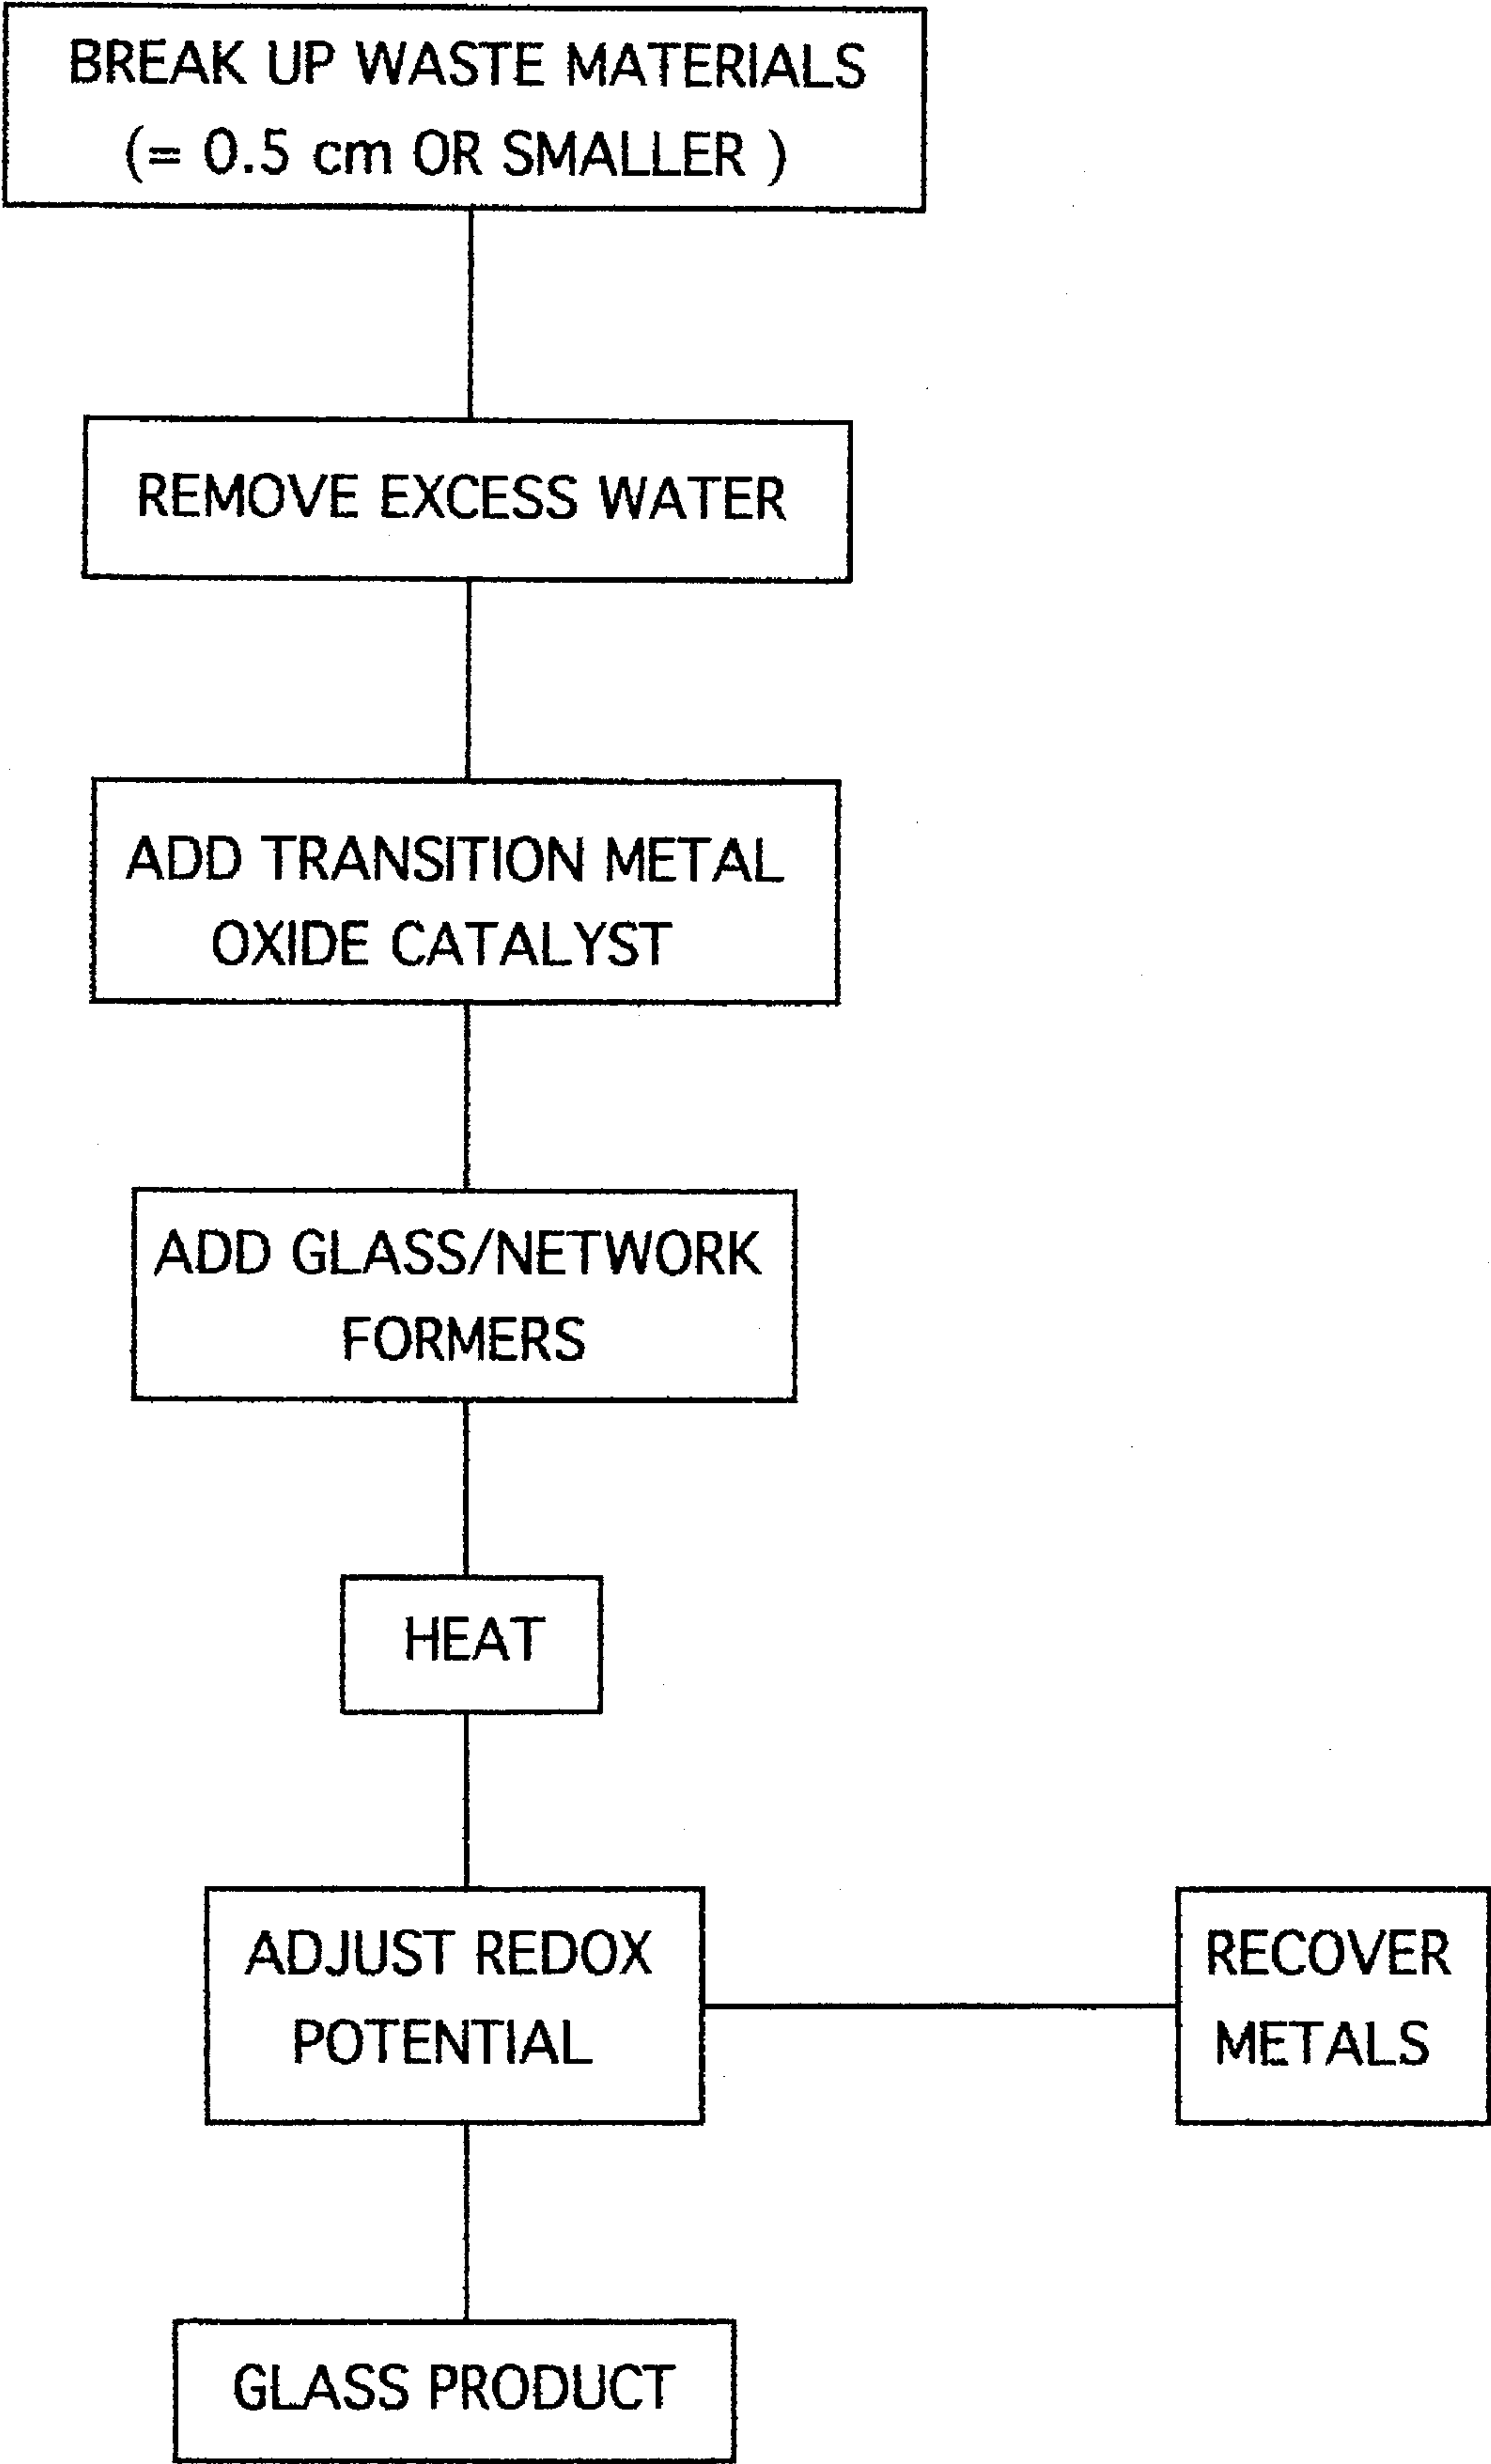 BREAK UP WASTE MATERIALS
(= 0.5 cm OR SMALLER )
REMOVE EXCESS WATER
ADD TRANSITION METAL
OXIDE CATALYST
ADD GLASS/NETWORK
FORMERS
HEAT
ADJUST REDOX
POTENTIAL
RECOVER
METALS
GLASS PRODUCT